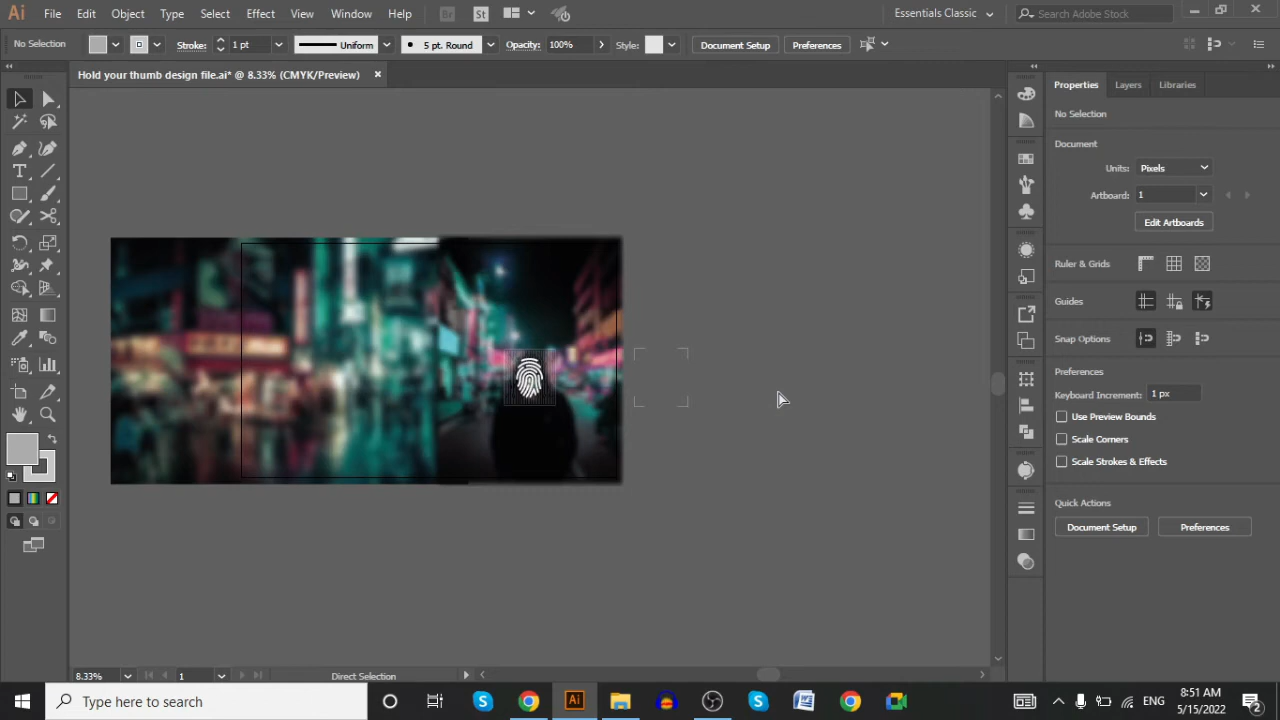 Ai File Edit Object Type Select Effect View Window Help Br St Essentials Classic Search Adobe Stock
No Selection Stroke: 1 pt Uniform 5 pt. Round Opacity: 100% Style: Document Setup Preferences
Hold your thumb design file.ai* @ 8.33% (CMYK/Preview)
Properties Layers Libraries
No Selection
Document
Units: Pixels
Artboard: 1
Edit Artboards
Ruler & Grids
Guides
Snap Options
Preferences
Keyboard Increment: 1 px
Use Preview Bounds
Scale Corners
Scale Strokes & Effects
Quick Actions
Document Setup Preferences
8.33% 1 Direct Selection
Type here to search
Ai
ENG
8:51 AM
5/15/2022
2